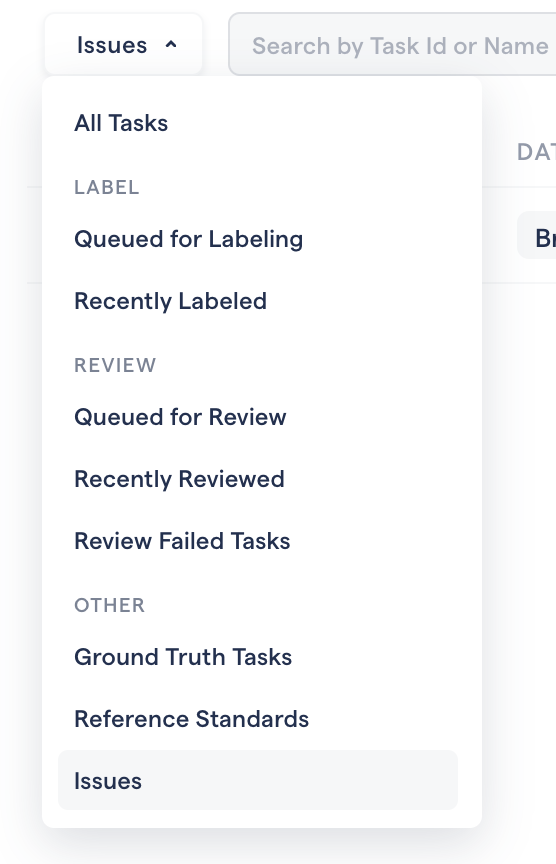 Issues
Search by Task Id or Name
All Tasks
LABEL
Queued for Labeling
Recently Labeled
REVIEW
Queued for Review
Recently Reviewed
Review Failed Tasks
OTHER
Ground Truth Tasks
Reference Standards
Issues